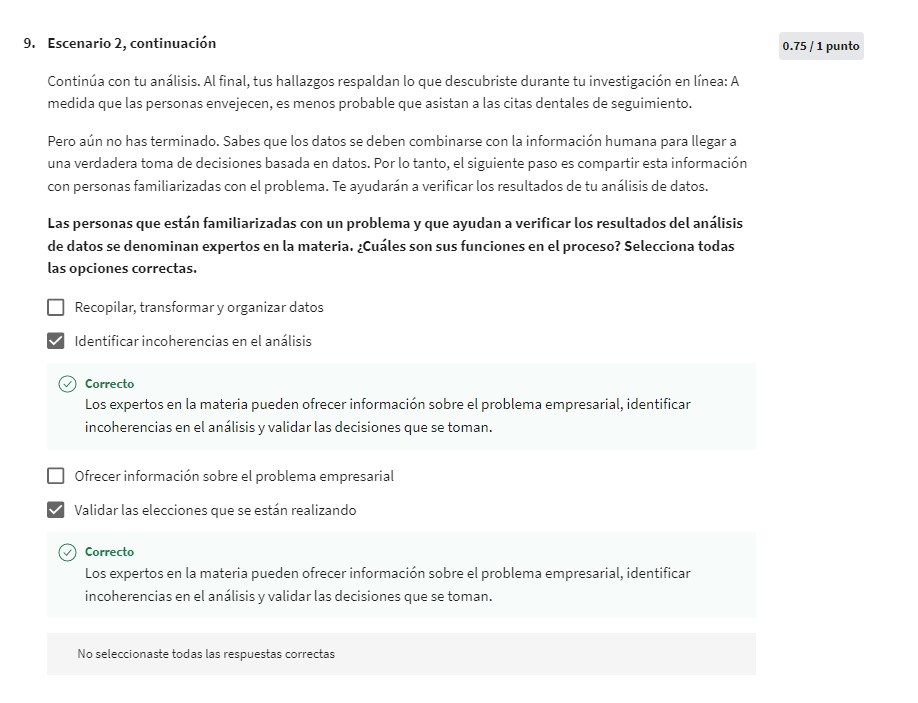 9. Escenario 2, continuación
0.75 / 1 punto
Continúa con tu análisis. Al final, tus hallazgos respaldan lo que descubriste durante tu investigación en línea: A
medida que las personas envejecen, es menos probable que asistan a las citas dentales de seguimiento.
Pero aún no has terminado. Sabes que los datos se deben combinarse con la información humana para llegar a
una verdadera toma de decisiones basada en datos. Por lo tanto, el siguiente paso es compartir esta información
con personas familiarizadas con el problema. Te ayudarán a verificar los resultados de tu análisis de datos.
Las personas que están familiarizadas con un problema y que ayudan a verificar los resultados del análisis
de datos se denominan expertos en la materia. ¿Cuáles son sus funciones en el proceso? Selecciona todas
las opciones correctas.
Recopilar, transformar y organizar datos
Identificar incoherencias en el análisis
Correcto
Los expertos en la materia pueden ofrecer información sobre el problema empresarial, identificar
incoherencias en el análisis y validar las decisiones que se toman.
Ofrecer información sobre el problema empresarial
Validar las elecciones que se están realizando
Correcto
Los expertos en la materia pueden ofrecer información sobre el problema empresarial, identificar
incoherencias en el análisis y validar las decisiones que se toman.
No seleccionaste todas las respuestas correctas